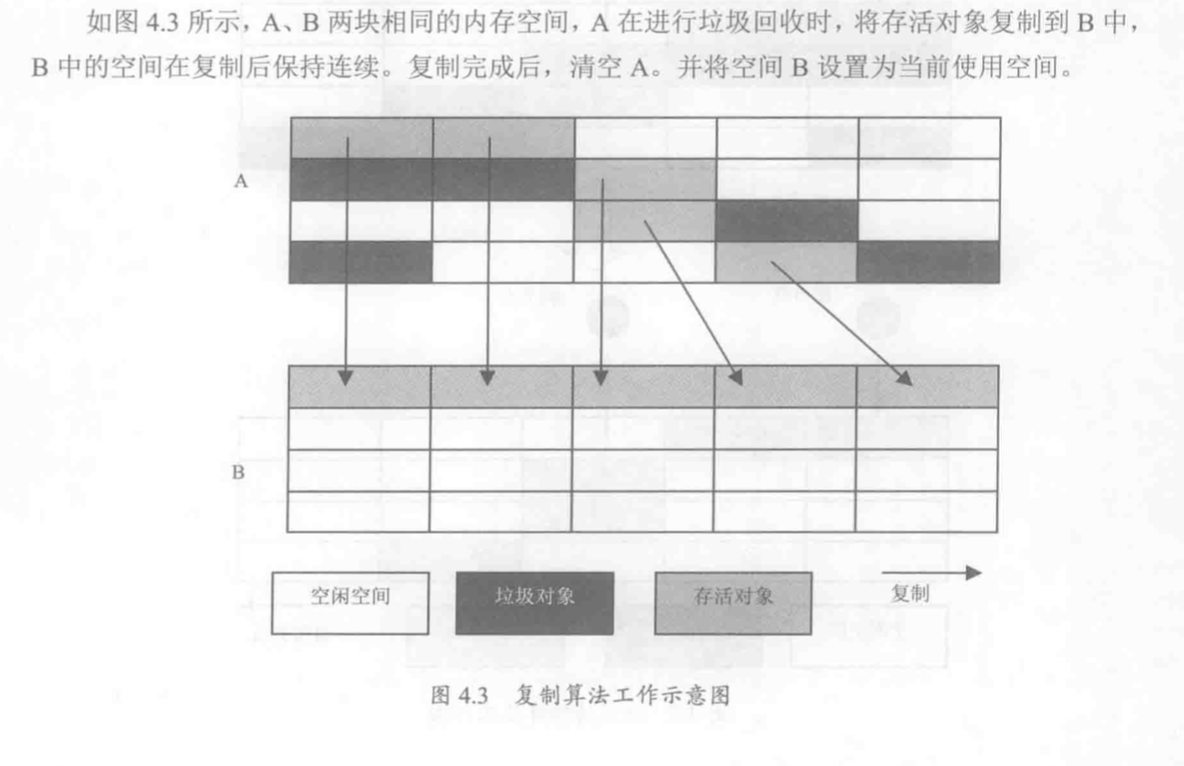 如图 4.3 所示，A、B 两块相同的内存空间，A 在进行垃圾回收时，将存活对象复制到 B 中，
B 中的空间在复制后保持连续。复制完成后，清空 A。并将空间 B 设置为当前使用空间。
A
B
空闲空间 垃圾对象 存活对象 复制
图 4.3 复制算法工作示意图